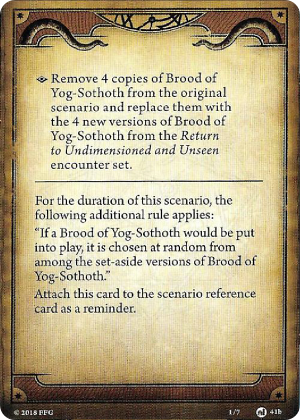 Remove 4 copies of Brood of
Yog-Sothoth from the original
scenario and replace them with
the 4 new versions of Brood of
Yog-Sothoth from the Return
to Undimensioned and Unseen
encounter set.
For the duration of this scenario, the
following additional rule applies:
“If a Brood of Yog-Sothoth would be put
into play, it is chosen at random from
among the set-aside versions of Brood of
Yog-Sothoth.”
Attach this card to the scenario reference
card as a reminder.
© 2018 FFG
1/7
41b